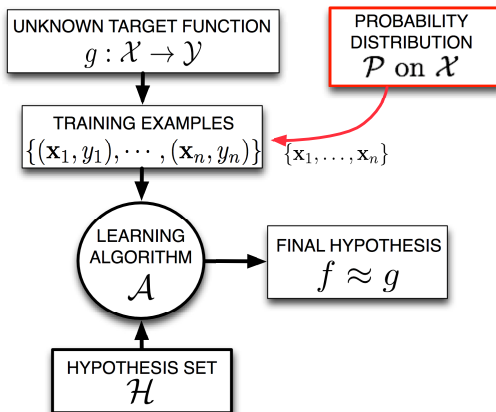 UNKNOWN TARGET FUNCTION
g : 𝒳 → 𝒴
PROBABILITY
DISTRIBUTION
𝒫 on 𝒳
TRAINING EXAMPLES
{(𝐱₁, y₁), ⋯ , (𝐱ₙ, yₙ)}
{𝐱₁, . . . , 𝐱ₙ}
LEARNING
ALGORITHM
𝒜
FINAL HYPOTHESIS
f ≈ g
HYPOTHESIS SET
ℋ